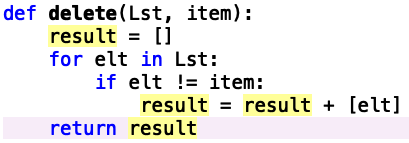 def delete(Lst, item):
    result = []
    for elt in Lst:
        if elt != item:
            result = result + [elt]
    return result